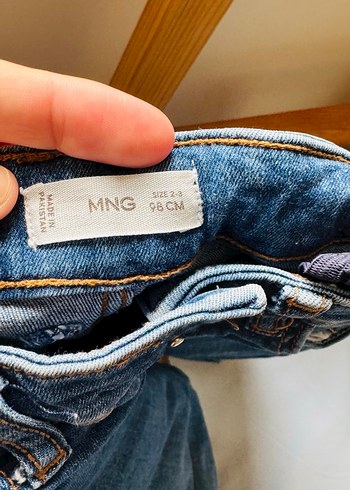 MADE IN
PAKISTAN
MNG
SIZE 2-3
98 CM